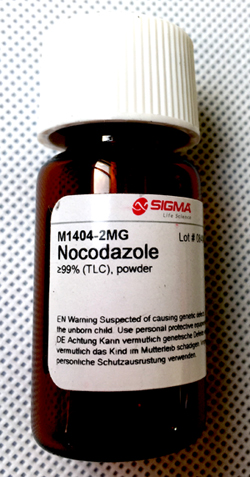 SIGMA
Life Science
M1404-2MG
Lot #
Nocodazole
≥99% (TLC), powder
EN Warning Suspected of causing genetic
the unborn child. Use personal protective
DE Achtung Kann vermutlich genetische
vermutlich das Kind im Mutterleib schädigen.
persönliche Schutzausrustung verwenden.